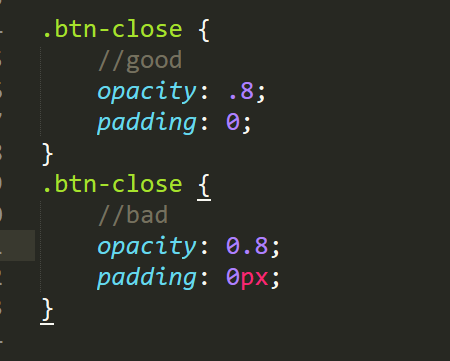 .btn-close {
//good
opacity: .8;
padding: 0;
}
.btn-close {
//bad
opacity: 0.8;
padding: 0px;
}